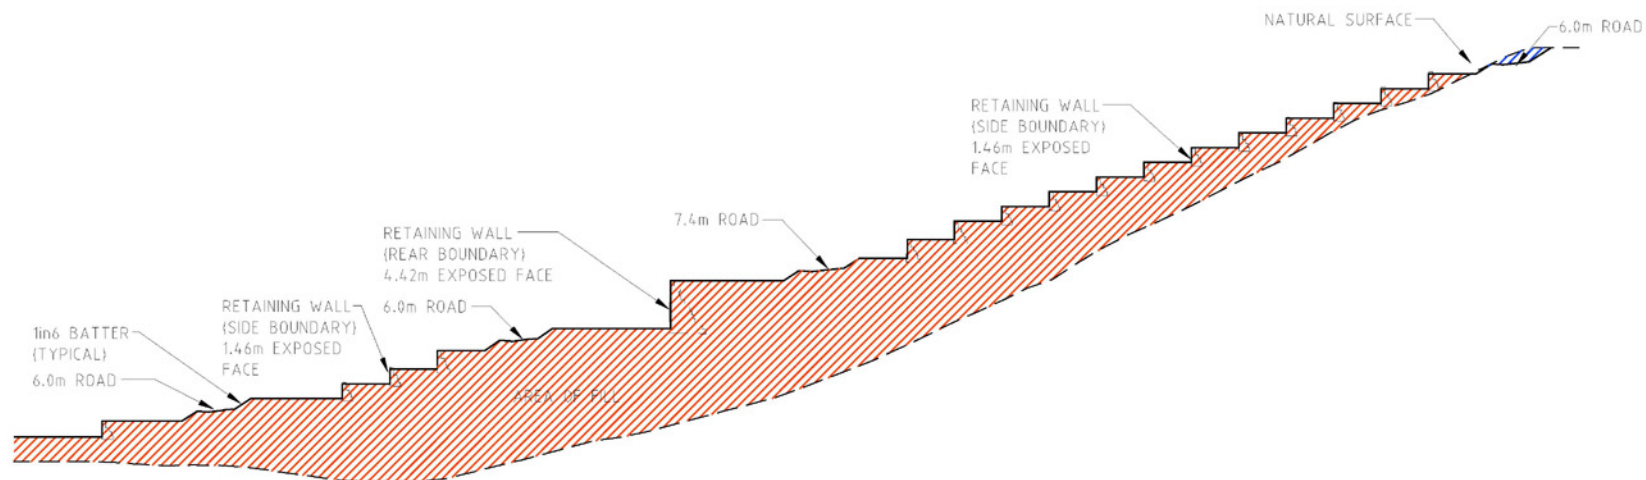 NATURAL SURFACE
6.0m ROAD
RETAINING WALL
(SIDE BOUNDARY)
1.46m EXPOSED
FACE
7.4m ROAD
RETAINING WALL
(REAR BOUNDARY)
4.42m EXPOSED FACE
6.0m ROAD
RETAINING WALL
(SIDE BOUNDARY)
1.46m EXPOSED
FACE
1in6 BATTER
(TYPICAL)
6.0m ROAD
AREA OF FILL